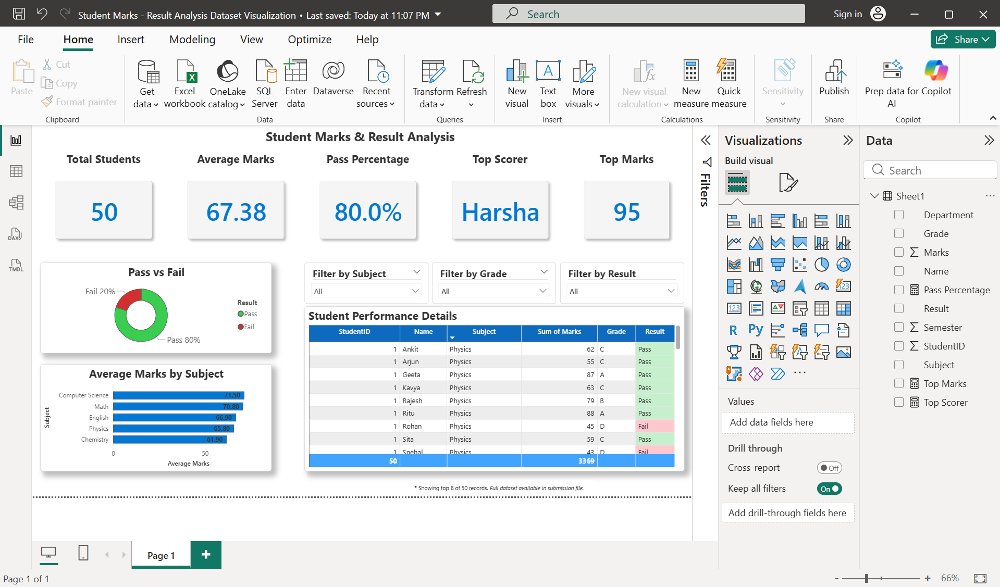 Student Marks - Result Analysis Dataset Visualization • Last saved: Today at 11:07 PM
Search
Sign in
File
Home
Insert
Modeling
View
Optimize
Help
Share
Paste
Cut
Copy
Format painter
Clipboard
Get data
Excel workbook
OneLake catalog
SQL Server
Enter data
Dataverse
Recent sources
Data
Transform data
Refresh
Queries
New visual
Text box
More visuals
Insert
New visual calculation
New measure
Quick measure
Calculations
Sensitivity
Sensitivity
Publish
Share
Prep data for AI
Copilot
Copilot
DAX
TMDL
Student Marks & Result Analysis
Total Students
Average Marks
Pass Percentage
Top Scorer
Top Marks
50
67.38
80.0%
Harsha
95
Pass vs Fail
Fail 20%
Pass 80%
Result
Pass
Fail
Average Marks by Subject
Subject
Computer Science 71.50
Math 70.80
English 66.90
Physics 65.80
Chemistry 61.90
0 50
Average Marks
Filter by Subject
All
Filter by Grade
All
Filter by Result
All
Student Performance Details
StudentID Name Subject Sum of Marks Grade Result
1 Ankit Physics 62 C Pass
1 Arjun Physics 55 C Pass
1 Geeta Physics 87 A Pass
1 Kavya Physics 63 C Pass
1 Rajesh Physics 79 B Pass
1 Ritu Physics 88 A Pass
1 Rohan Physics 45 D Fail
1 Sita Physics 59 C Pass
1 Snehal Physics 43 D Fail
50 3369
* Showing top 8 of 50 records. Full dataset available in submission file.
Filters
Visualizations
Build visual
123
123
R
Py
Values
Add data fields here
Drill through
Cross-report
Off
Keep all filters
On
Add drill-through fields here
Data
Search
Sheet1
Department
Grade
Marks
Name
Pass Percentage
Result
Semester
StudentID
Subject
Top Marks
Top Scorer
Page 1
Page 1 of 1
66%